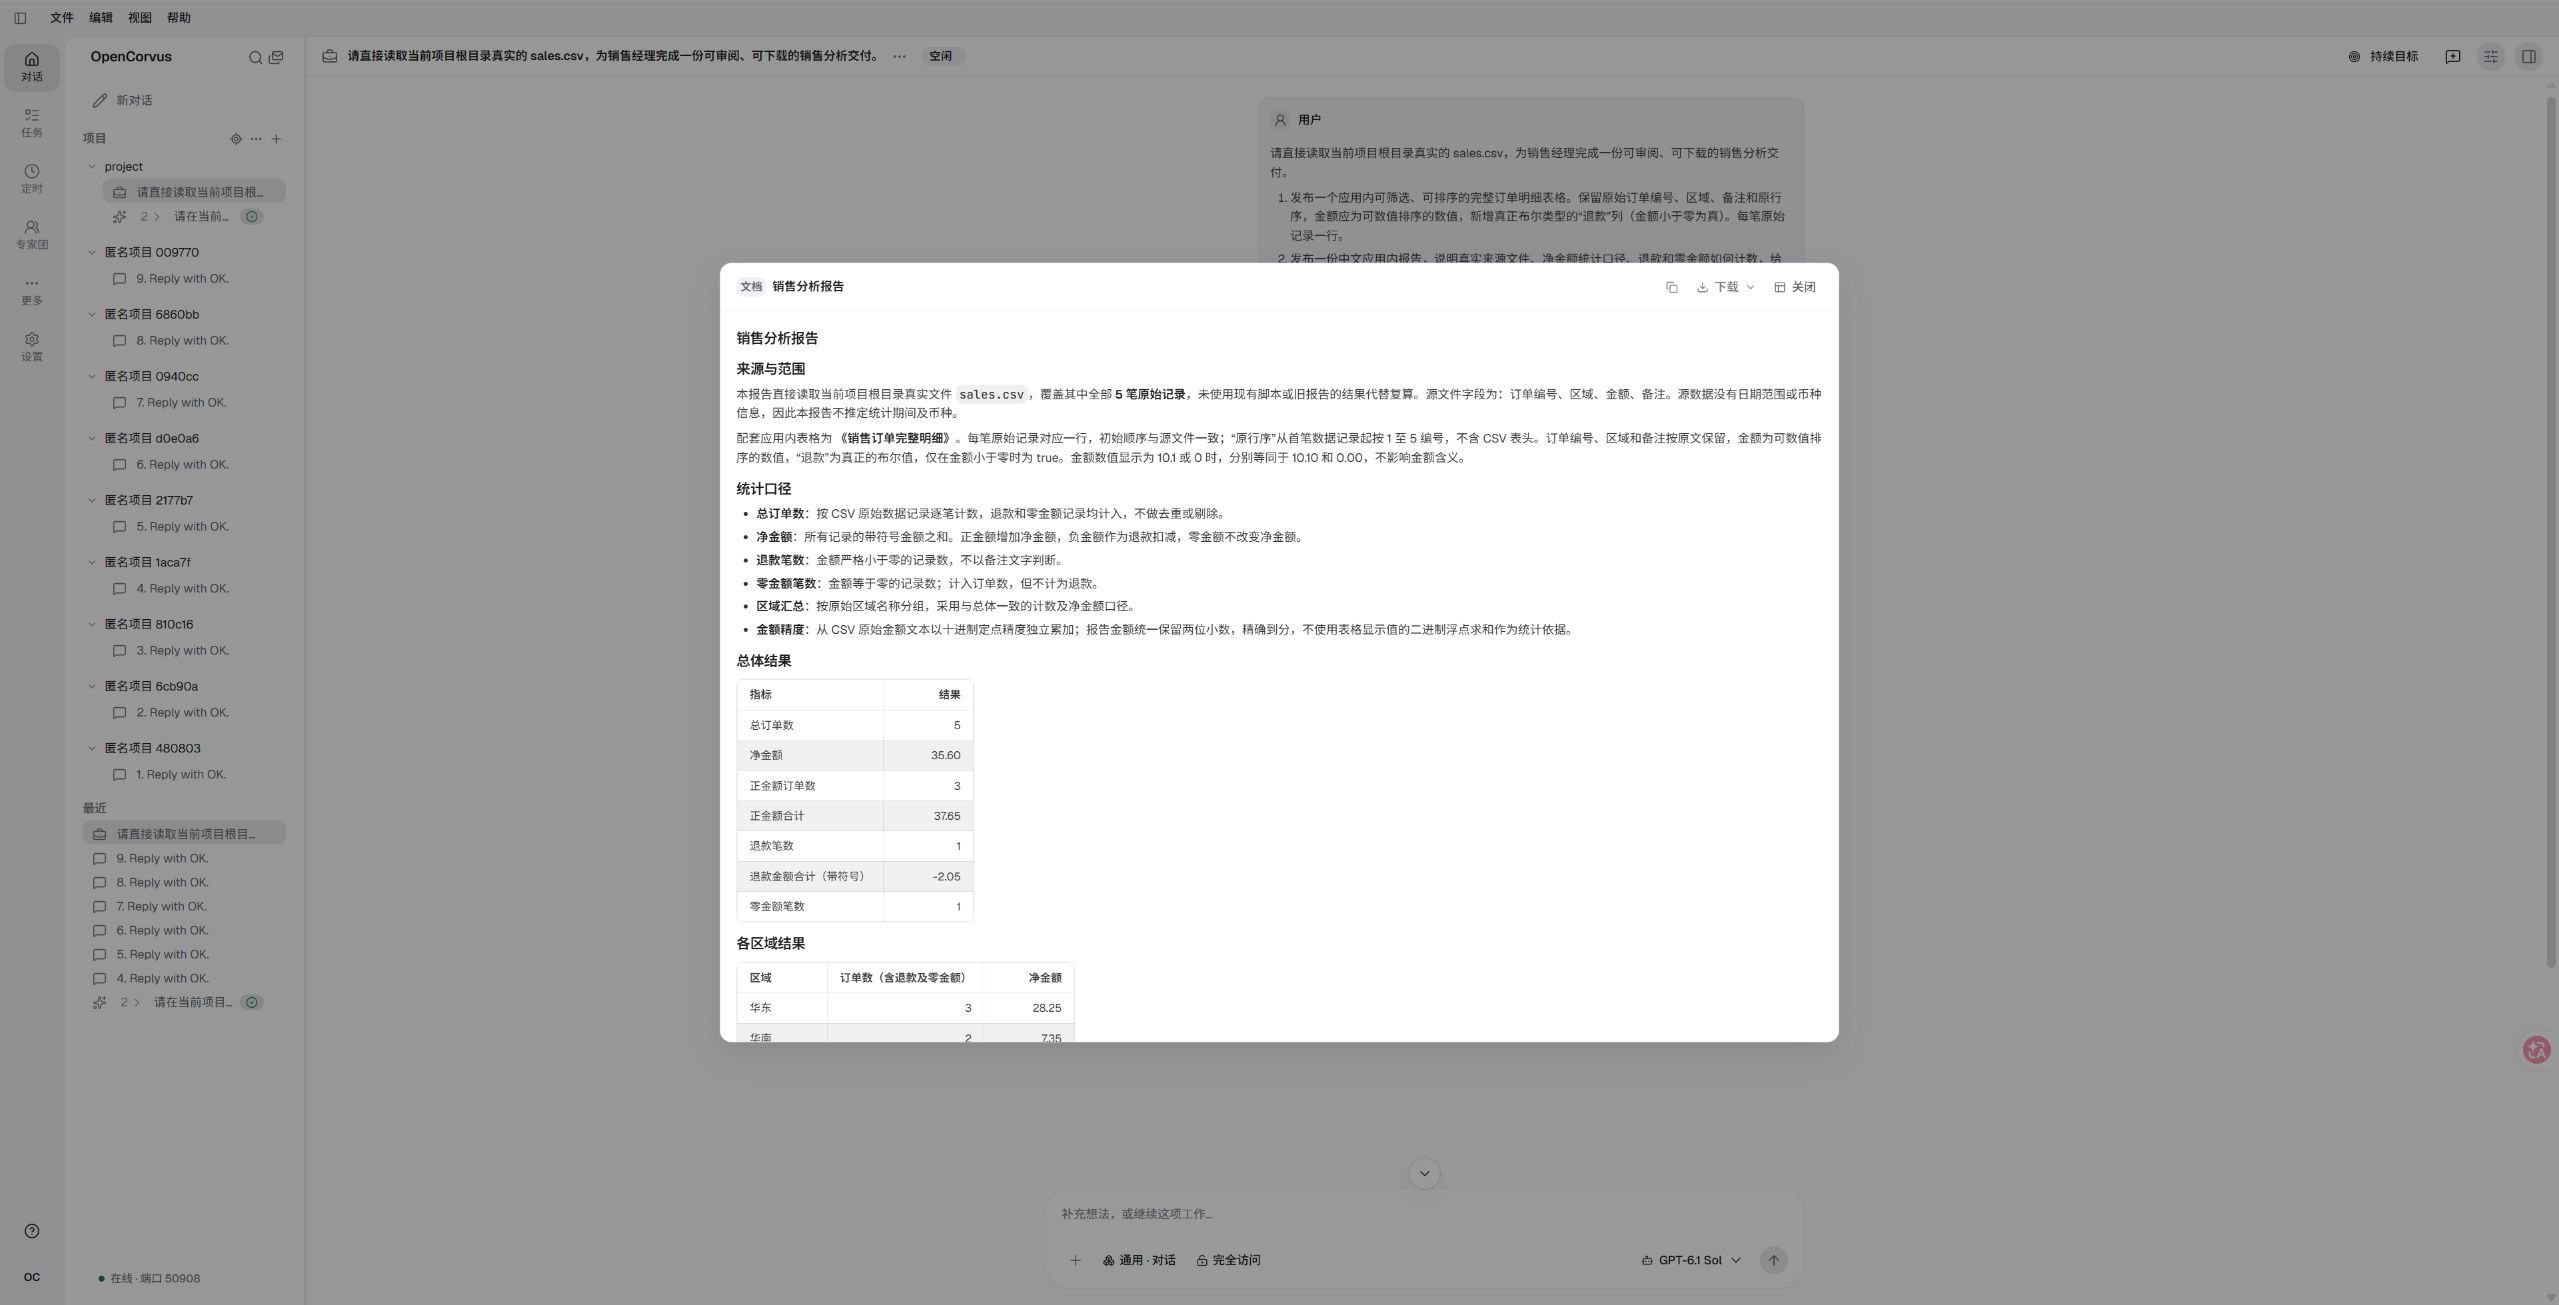 文件 编辑 视图 帮助
对话
任务
定时
专家团
更多
设置
OC
OpenCorvus
新对话
项目
project
请直接读取当前项目根...
2 请在当前...
匿名项目 009770
9. Reply with OK.
匿名项目 6860bb
8. Reply with OK.
匿名项目 0940cc
7. Reply with OK.
匿名项目 d0e0a6
6. Reply with OK.
匿名项目 2177b7
5. Reply with OK.
匿名项目 1aca7f
4. Reply with OK.
匿名项目 810c16
3. Reply with OK.
匿名项目 6cb90a
2. Reply with OK.
匿名项目 480803
1. Reply with OK.
最近
请直接读取当前项目根目...
9. Reply with OK.
8. Reply with OK.
7. Reply with OK.
6. Reply with OK.
5. Reply with OK.
4. Reply with OK.
2 请在当前项目...
在线 · 端口 50908
请直接读取当前项目根目录真实的 sales.csv，为销售经理完成一份可审阅、可下载的销售分析交付。 ... 空闲
持续目标
用户
请直接读取当前项目根目录真实的 sales.csv，为销售经理完成一份可审阅、可下载的销售分析交
付。
1. 发布一个应用内可筛选、可排序的完整订单明细表格。保留原始订单编号、区域、备注和原行
序，金额应为可数值排序的数值，新增真正布尔类型的“退款”列（金额小于零为真）。每笔原始
记录一行。
2. 发布一份中文应用内报告，说明真实来源文件、净金额统计口径、退款和零金额如何计数，给
文档 销售分析报告
下载 关闭
销售分析报告
来源与范围
本报告直接读取当前项目根目录真实文件 sales.csv，覆盖其中全部 5 笔原始记录，未使用现有脚本或旧报告的结果代替复算。源文件字段为：订单编号、区域、金额、备注。源数据没有日期范围或币种
信息，因此本报告不推定统计期间及币种。
配套应用内表格为《销售订单完整明细》。每笔原始记录对应一行，初始顺序与源文件一致；“原行序”从首笔数据记录起按 1 至 5 编号，不含 CSV 表头。订单编号、区域和备注按原文保留，金额为可数值排
序的数值，“退款”为真正的布尔值，仅在金额小于零时为 true。金额数值显示为 10.1 或 0 时，分别等同于 10.10 和 0.00，不影响金额含义。
统计口径
• 总订单数：按 CSV 原始数据记录逐笔计数，退款和零金额记录均计入，不做去重或剔除。
• 净金额：所有记录的带符号金额之和。正金额增加净金额，负金额作为退款扣减，零金额不改变净金额。
• 退款笔数：金额严格小于零的记录数，不以备注文字判断。
• 零金额笔数：金额等于零的记录数；计入订单数，但不计为退款。
• 区域汇总：按原始区域名称分组，采用与总体一致的计数及净金额口径。
• 金额精度：从 CSV 原始金额文本以十进制定点精度独立累加；报告金额统一保留两位小数，精确到分，不使用表格显示值的二进制浮点求和作为统计依据。
总体结果
指标 结果
总订单数 5
净金额 35.60
正金额订单数 3
正金额合计 37.65
退款笔数 1
退款金额合计（带符号） -2.05
零金额笔数 1
各区域结果
区域 订单数（含退款及零金额） 净金额
华东 3 28.25
华南 2 7.35
补充想法，或继续这项工作...
通用 · 对话 完全访问
GPT-6.1 Sol